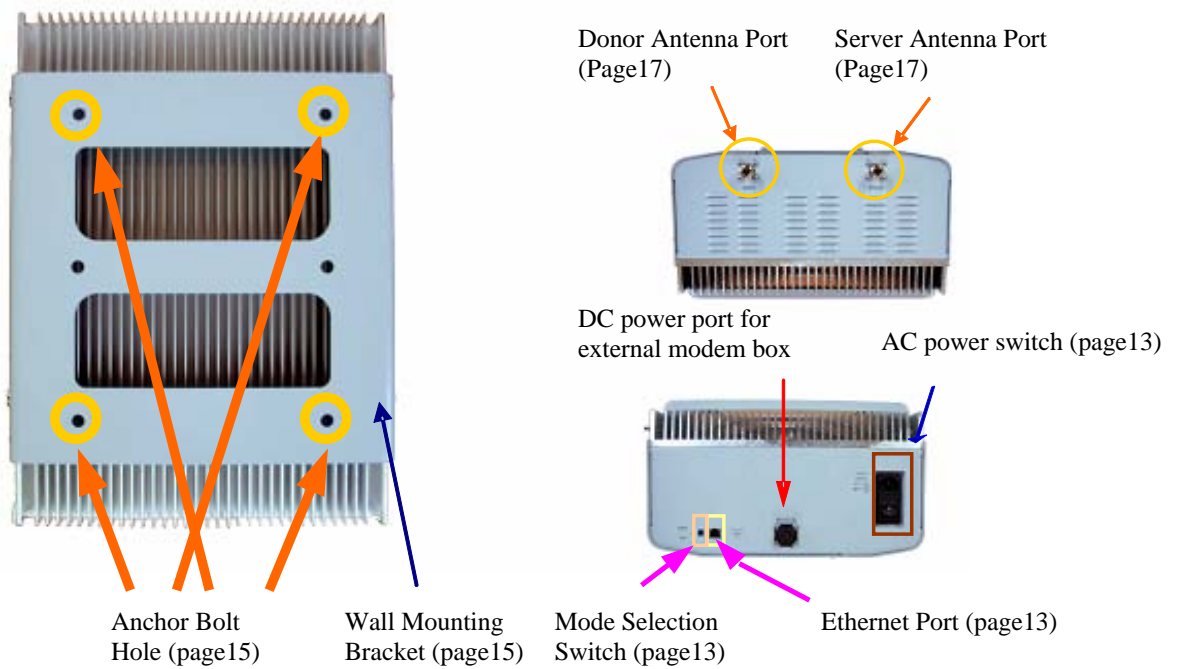 Donor Antenna Port
(Page17)
Server Antenna Port
(Page17)
DC power port for
external modem box
AC power switch (page13)
Anchor Bolt
Hole (page15)
Wall Mounting
Bracket (page15)
Mode Selection
Switch (page13)
Ethernet Port (page13)